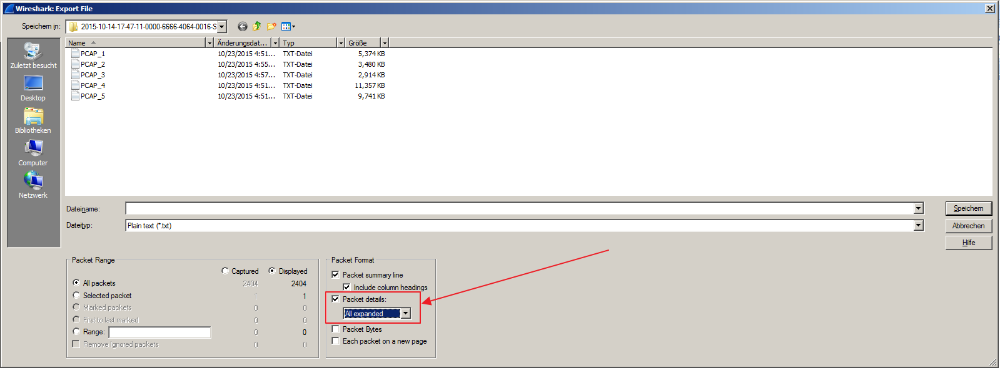 Wireshark: Export File
Speichern in: 2015-10-14-17-47-11-0000-6666-4064-0016-S
Name Änderungsdat... Typ Größe
PCAP_1 10/23/2015 4:51... TXT-Datei 5,374 KB
PCAP_2 10/23/2015 4:55... TXT-Datei 3,480 KB
PCAP_3 10/23/2015 4:57... TXT-Datei 2,914 KB
PCAP_4 10/23/2015 4:51... TXT-Datei 11,357 KB
PCAP_5 10/23/2015 4:51... TXT-Datei 9,741 KB
Zuletzt besucht
Desktop
Bibliotheken
Computer
Netzwerk
Dateiname: Speichern
Dateityp: Plain text (*.txt) Abbrechen
Hilfe
Packet Range
Captured Displayed
All packets 2404 2404
Selected packet 1 1
Marked packets 0 0
First to last marked 0 0
Range: 0 0
Remove Ignored packets 0 0
Packet Format
Packet summary line
Include column headings
Packet details:
All expanded
Packet Bytes
Each packet on a new page